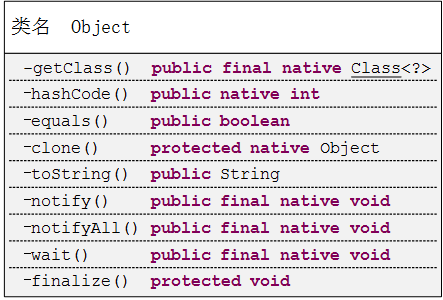 类名 Object
-getClass() public final native Class<?>
-hashCode() public native int
-equals() public boolean
-clone() protected native Object
-toString() public String
-notify() public final native void
-notifyAll() public final native void
-wait() public final native void
-finalize() protected void